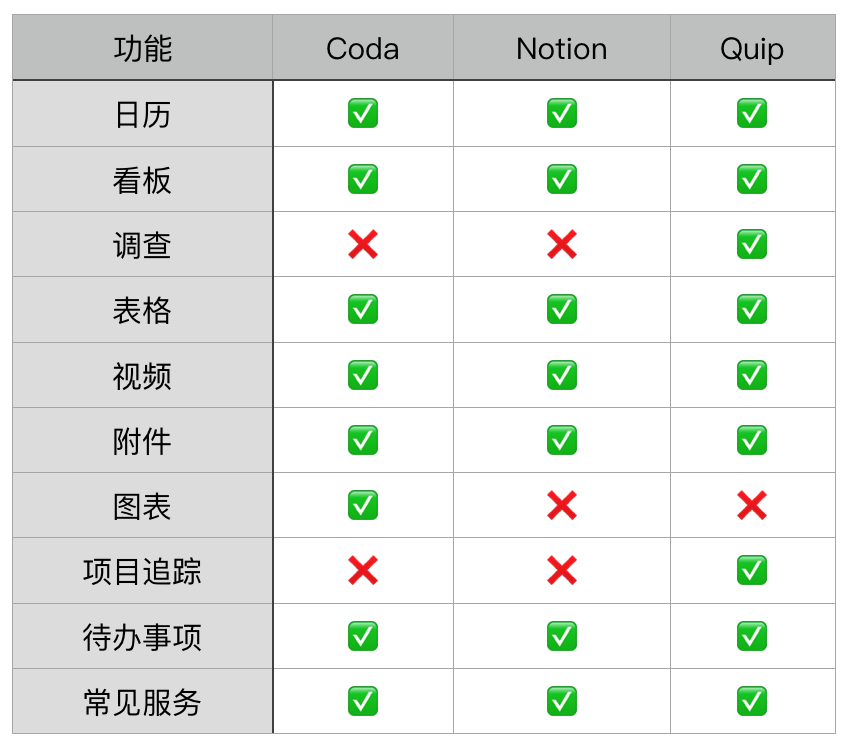 功能 Coda Notion Quip
日历 ✅ ✅ ✅
看板 ✅ ✅ ✅
调查 ❌ ❌ ✅
表格 ✅ ✅ ✅
视频 ✅ ✅ ✅
附件 ✅ ✅ ✅
图表 ✅ ❌ ❌
项目追踪 ❌ ❌ ✅
待办事项 ✅ ✅ ✅
常见服务 ✅ ✅ ✅